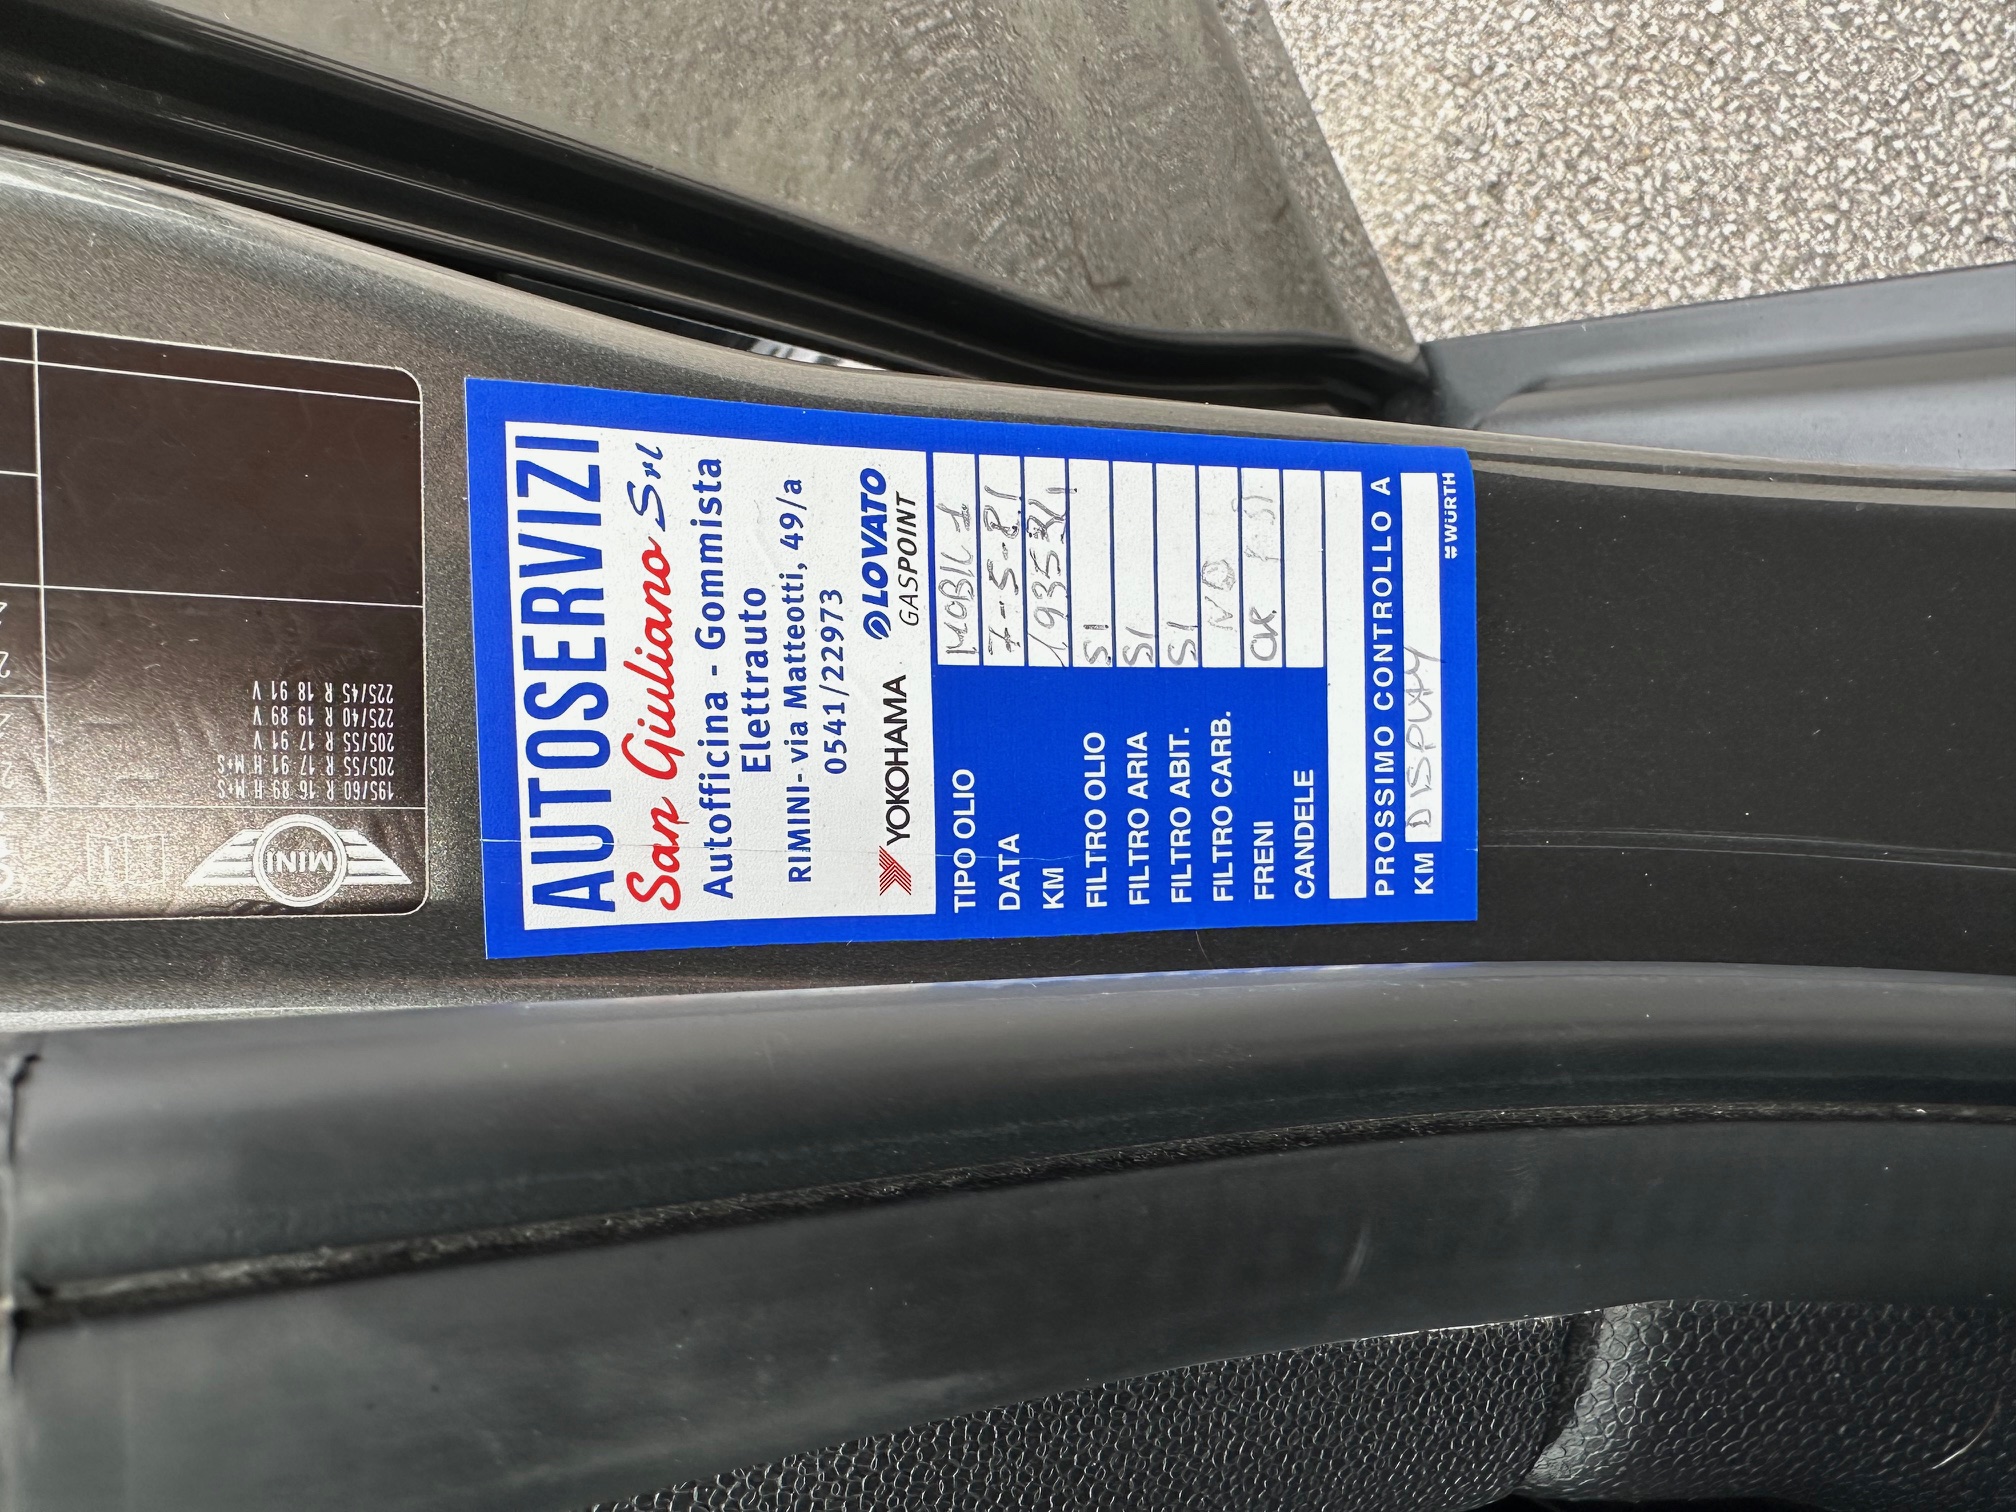 AUTOSERVIZI
San Giuliano Srl
Autofficina - Gommista
Elettrauto
RIMINI- via Matteotti, 49/a
0541/22973
YOKOHAMA LOVATO
GASPOINT
TIPO OLIO MOBIL 1
DATA 7-5-21
KM
FILTRO OLIO SI
FILTRO ARIA SI
FILTRO ABIT. SI
FILTRO CARB. NO
FRENI OK
CANDELE
PROSSIMO CONTROLLO A
KM DISPLAY
WÜRTH
MINI
195/60 R 16 89 H M+S
205/55 R 17 91 H M+S
205/55 R 17 91 V
225/40 R 19 89 V
225/45 R 18 91 V